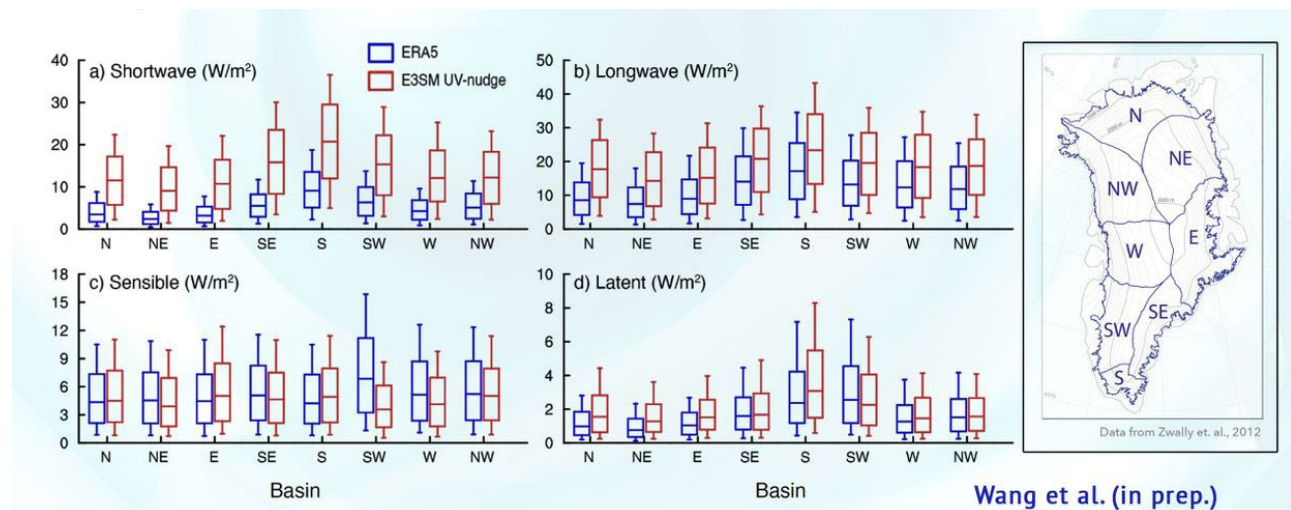 ERA5
E3SM UV-nudge
a) Shortwave (W/m²)
40
30
20
10
0
N NE E SE S SW W NW
b) Longwave (W/m²)
50
40
30
20
10
0
N NE E SE S SW W NW
c) Sensible (W/m²)
18
15
12
9
6
3
0
N NE E SE S SW W NW
Basin
d) Latent (W/m²)
10
8
6
4
2
0
N NE E SE S SW W NW
Basin
N
NE
NW
E
W
SE
SW
S
Data from Zwally et. al., 2012
Wang et al. (in prep.)